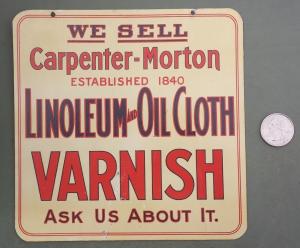 WE SELL
Carpenter-Morton
ESTABLISHED 1840
LINOLEUM AND OIL CLOTH
VARNISH
ASK US ABOUT IT.